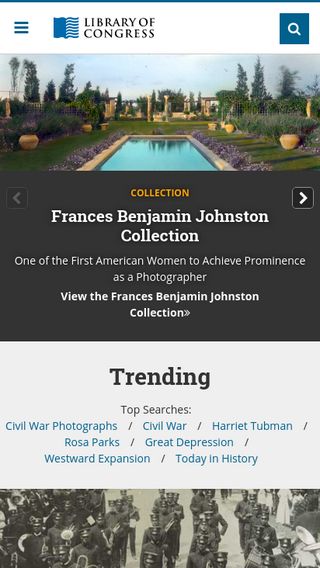 LIBRARY OF
CONGRESS
COLLECTION
Frances Benjamin Johnston
Collection
One of the First American Women to Achieve Prominence
as a Photographer
View the Frances Benjamin Johnston
Collection»
Trending
Top Searches:
Civil War Photographs / Civil War / Harriet Tubman /
Rosa Parks / Great Depression /
Westward Expansion / Today in History